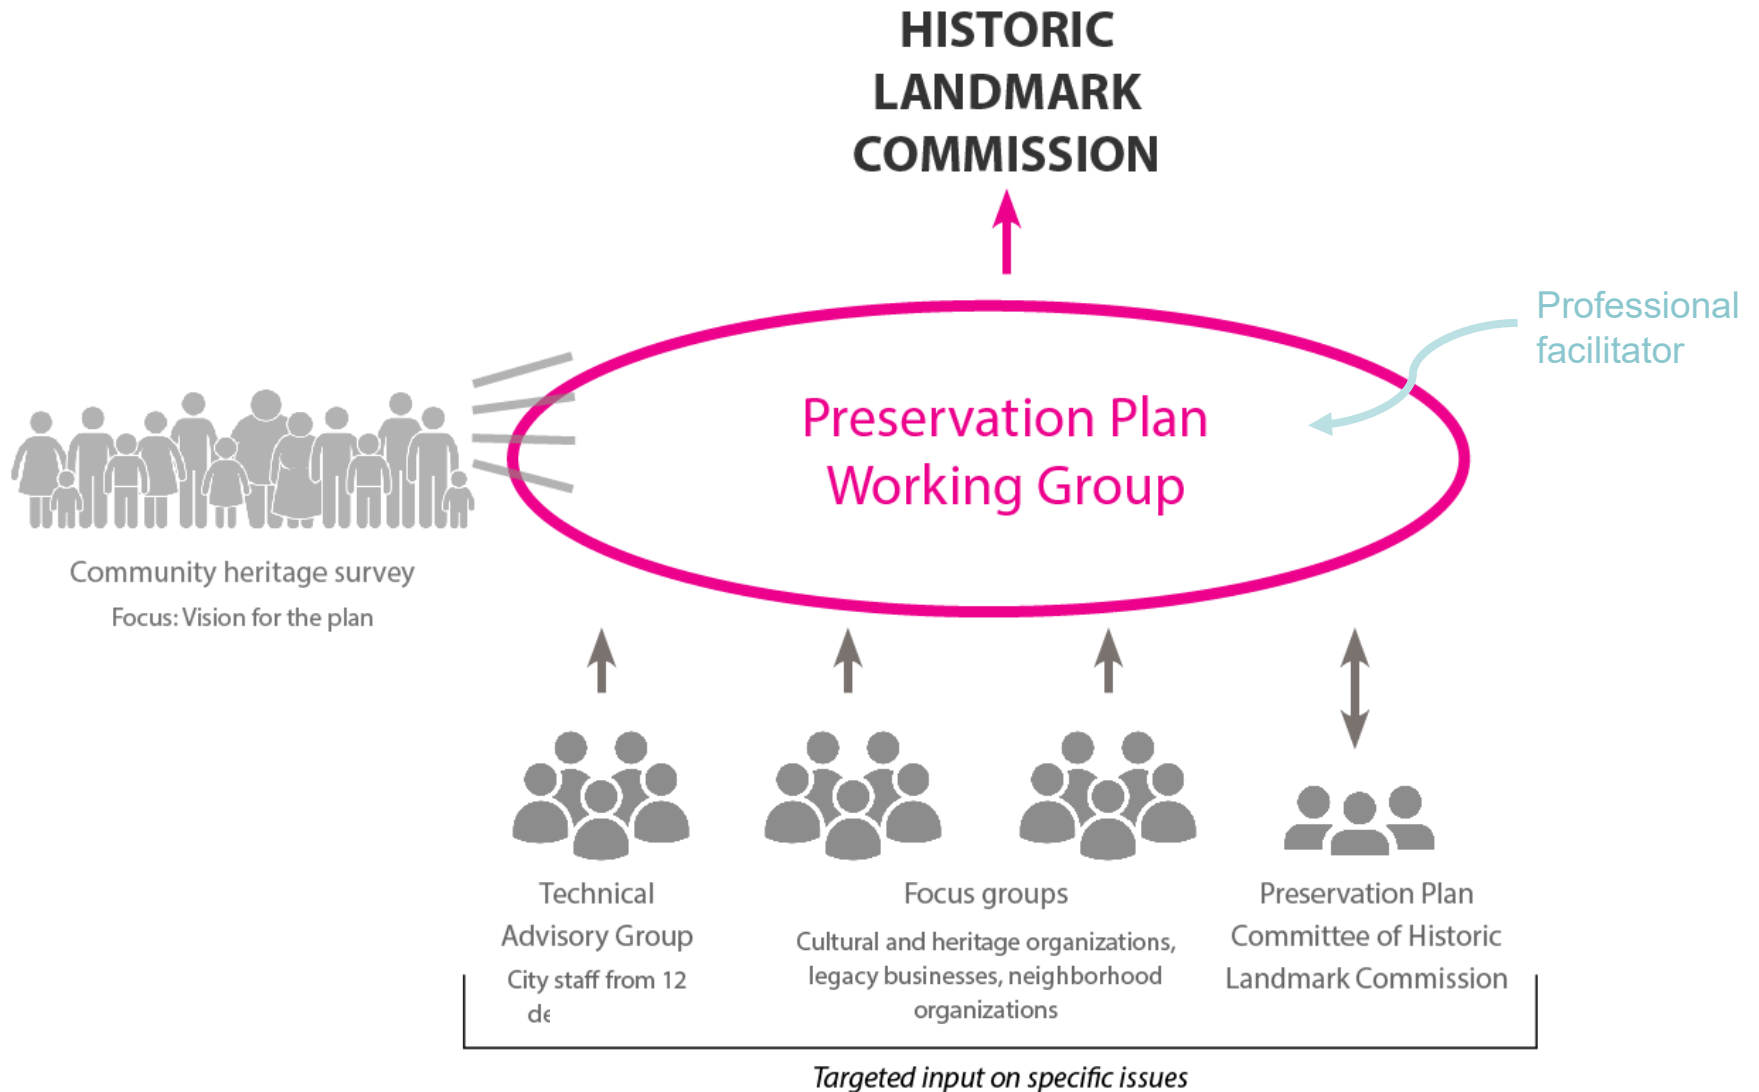 HISTORIC
LANDMARK
COMMISSION
Professional
facilitator
Preservation Plan
Working Group
Community heritage survey
Focus: Vision for the plan
Technical
Advisory Group
City staff from 12
Focus groups
Cultural and heritage organizations,
legacy businesses, neighborhood
organizations
Preservation Plan
Committee of Historic
Landmark Commission
Targeted input on specific issues